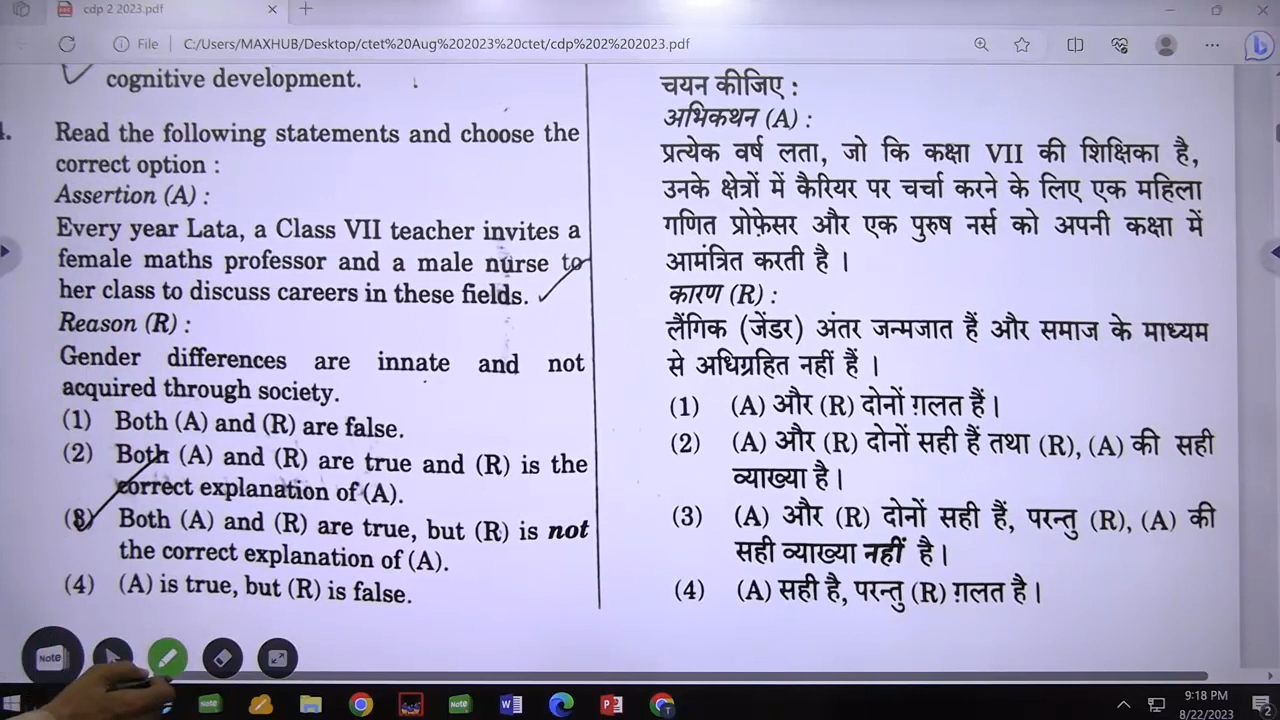 cdp 2 2023.pdf
File
C:/Users/MAXHUB/Desktop/ctet%20Aug%202023%20ctet/cdp%202%202023.pdf
cognitive development.
Read the following statements and choose the
correct option :
Assertion (A) :
Every year Lata, a Class VII teacher invites a
female maths professor and a male nurse to
her class to discuss careers in these fields.
Reason (R) :
Gender differences are innate and not
acquired through society.
(1) Both (A) and (R) are false.
(2) Both (A) and (R) are true and (R) is the
correct explanation of (A).
(3) Both (A) and (R) are true, but (R) is not
the correct explanation of (A).
(4) (A) is true, but (R) is false.
चयन कीजिए :
अभिकथन (A) :
प्रत्येक वर्ष लता, जो कि कक्षा VII की शिक्षिका है,
उनके क्षेत्रों में कैरियर पर चर्चा करने के लिए एक महिला
गणित प्रोफ़ेसर और एक पुरुष नर्स को अपनी कक्षा में
आमंत्रित करती है ।
कारण (R) :
लैंगिक (जेंडर) अंतर जन्मजात हैं और समाज के माध्यम
से अधिग्रहित नहीं हैं ।
(1) (A) और (R) दोनों ग़लत हैं ।
(2) (A) और (R) दोनों सही हैं तथा (R), (A) की सही
व्याख्या है ।
(3) (A) और (R) दोनों सही हैं, परन्तु (R), (A) की
सही व्याख्या नहीं है ।
(4) (A) सही है, परन्तु (R) ग़लत है ।
Note
Note
Note
9:18 PM
8/22/2023